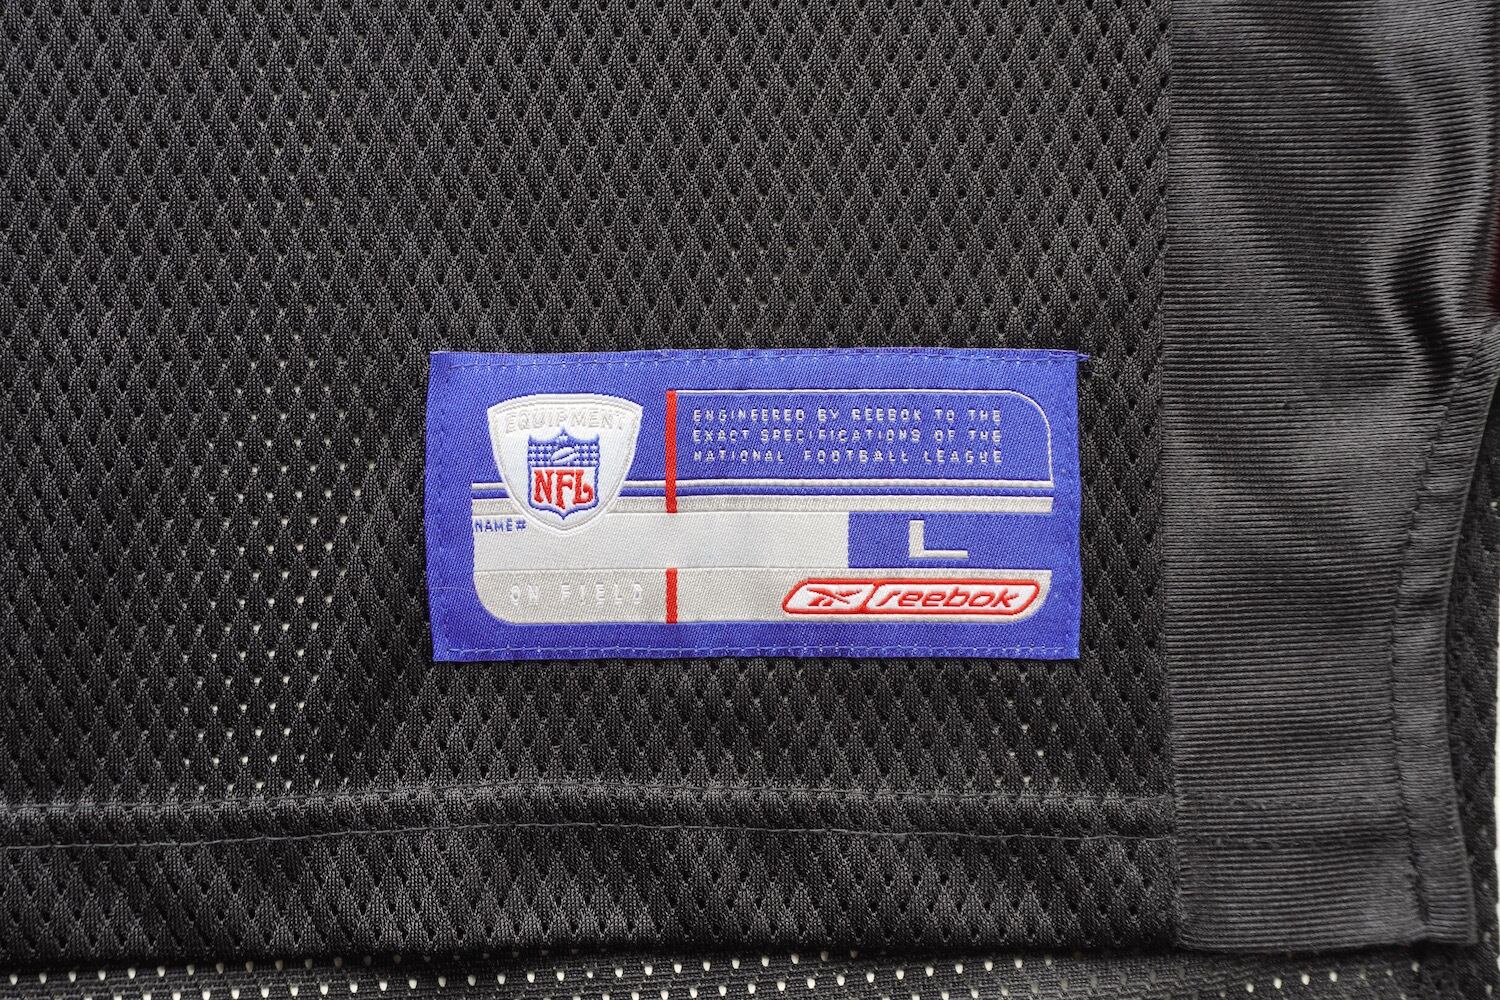 EQUIPMENT
NFL
ENGINEERED BY REEBOK TO THE
EXACT SPECIFICATIONS OF THE
NATIONAL FOOTBALL LEAGUE
NAME#
L
ON FIELD
Reebok